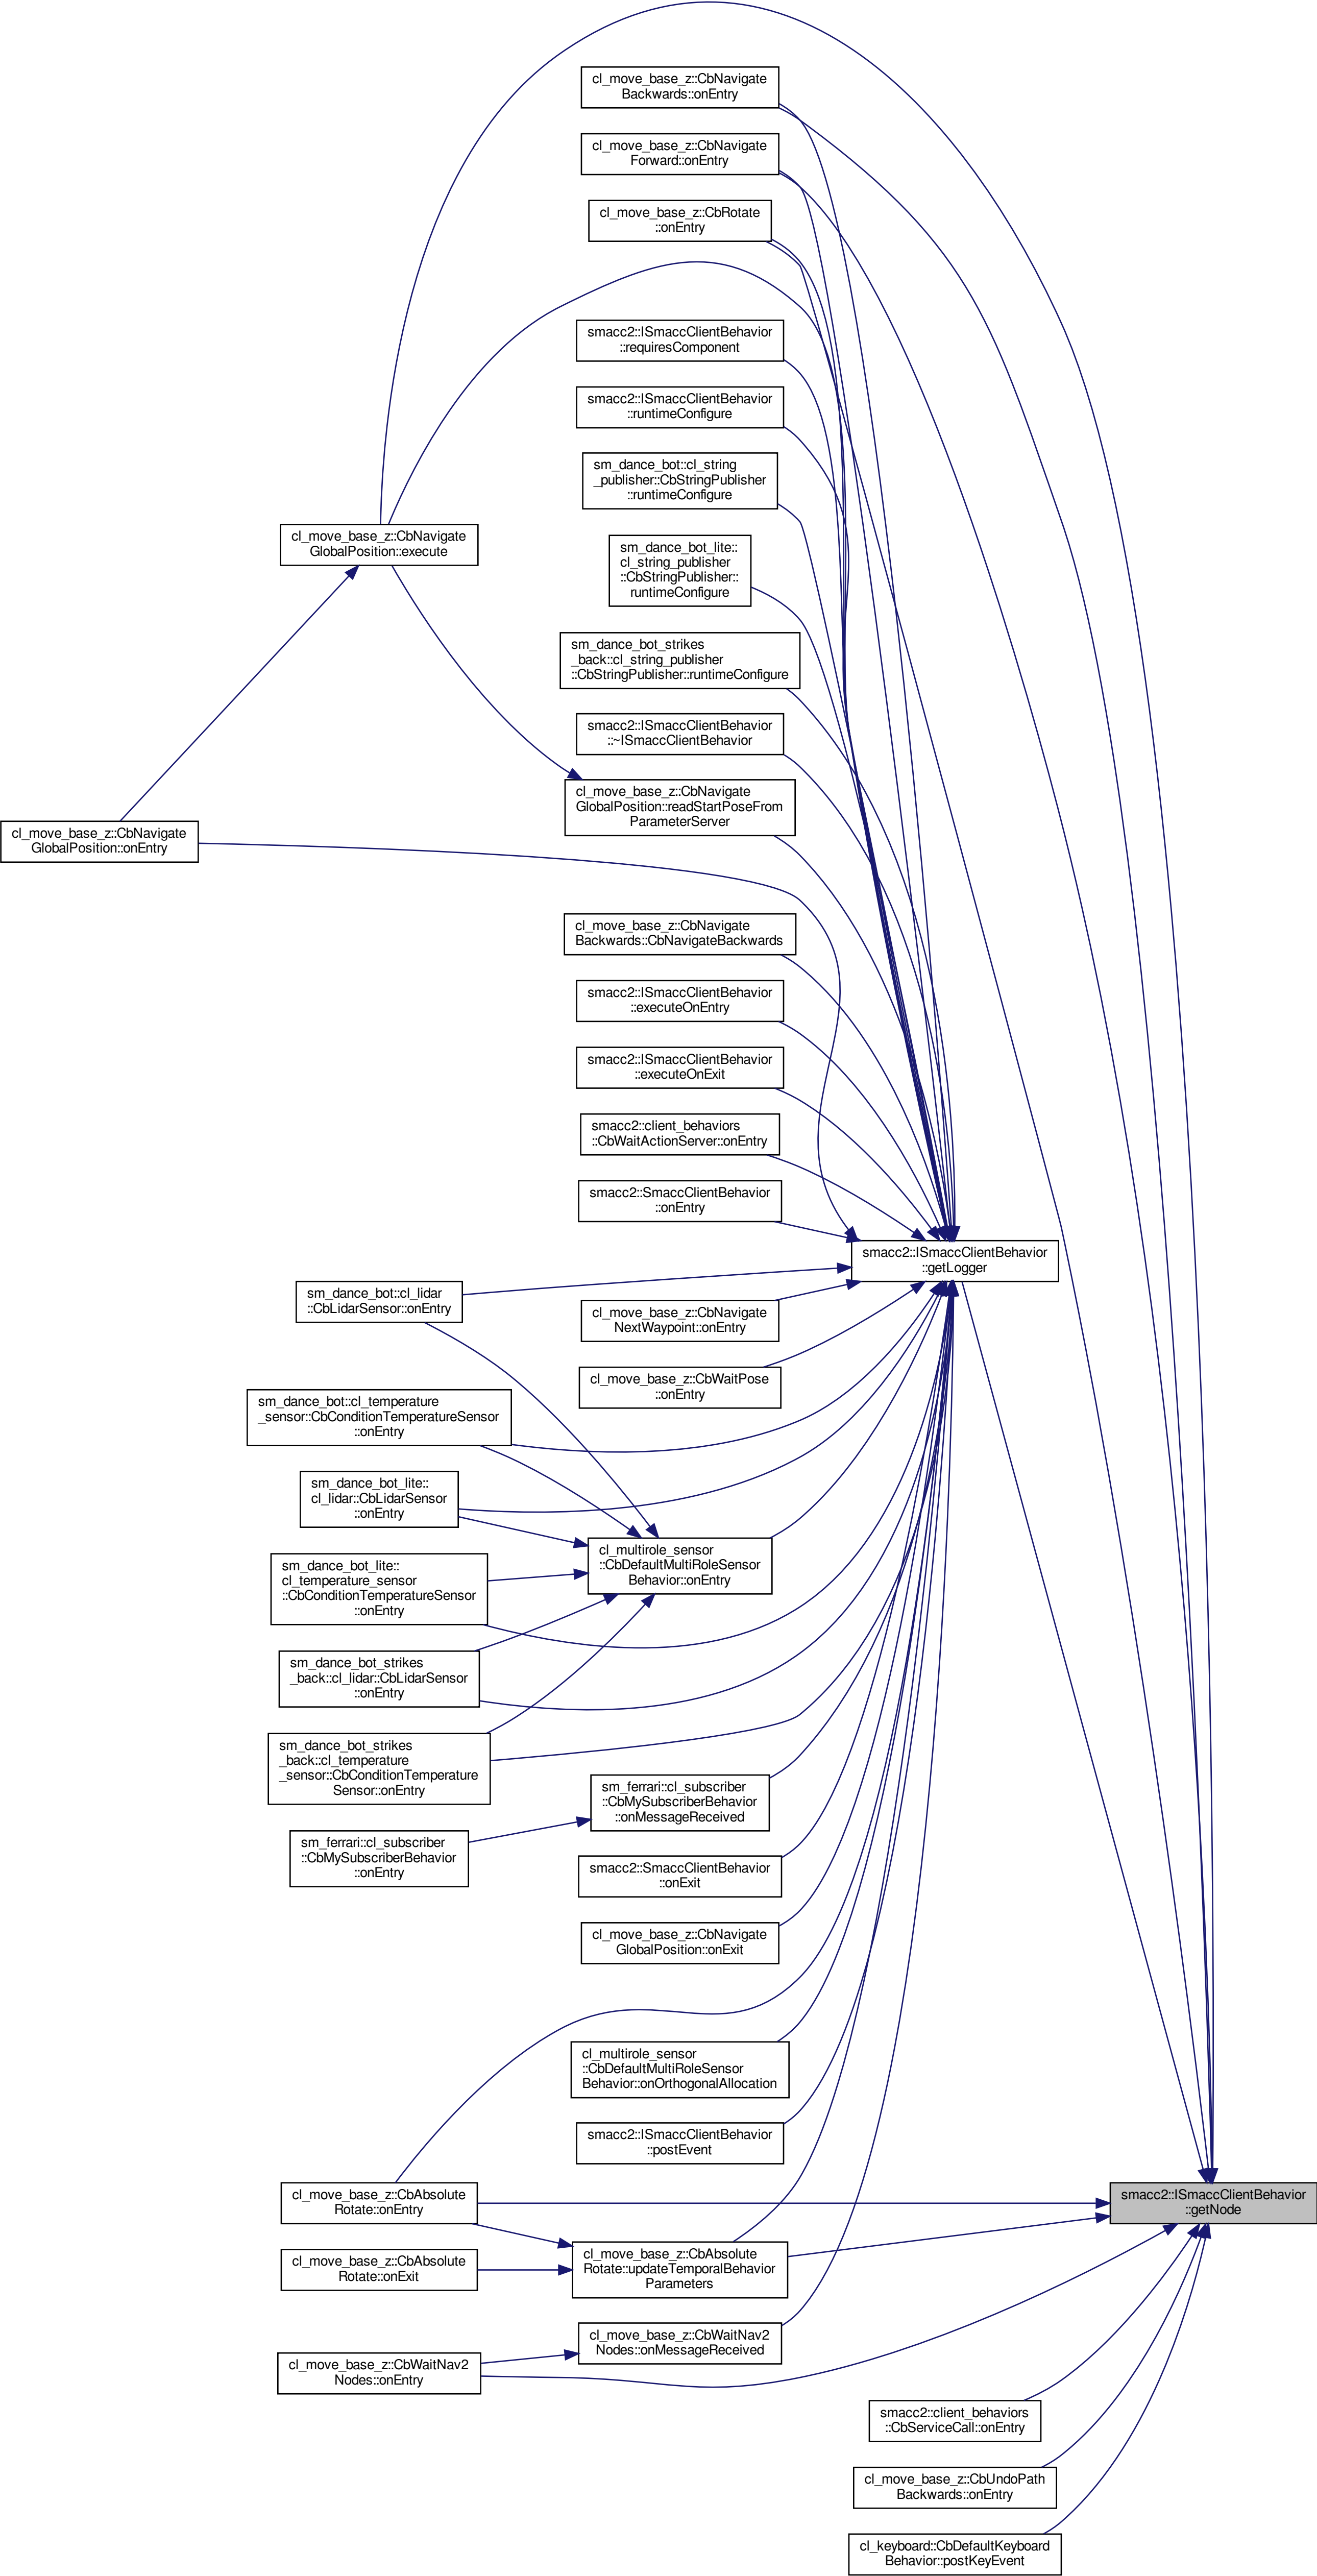 cl_move_base_z::CbNavigate
Backwards::onEntry
cl_move_base_z::CbNavigate
Forward::onEntry
cl_move_base_z::CbRotate
::onEntry
smacc2::ISmaccClientBehavior
::requiresComponent
smacc2::ISmaccClientBehavior
::runtimeConfigure
sm_dance_bot::cl_string
_publisher::CbStringPublisher
::runtimeConfigure
cl_move_base_z::CbNavigate
GlobalPosition::execute
sm_dance_bot_lite::
cl_string_publisher
::CbStringPublisher::
runtimeConfigure
sm_dance_bot_strikes
_back::cl_string_publisher
::CbStringPublisher::runtimeConfigure
smacc2::ISmaccClientBehavior
::~ISmaccClientBehavior
cl_move_base_z::CbNavigate
GlobalPosition::readStartPoseFrom
ParameterServer
cl_move_base_z::CbNavigate
GlobalPosition::onEntry
cl_move_base_z::CbNavigate
Backwards::CbNavigateBackwards
smacc2::ISmaccClientBehavior
::executeOnEntry
smacc2::ISmaccClientBehavior
::executeOnExit
smacc2::client_behaviors
::CbWaitActionServer::onEntry
smacc2::SmaccClientBehavior
::onEntry
smacc2::ISmaccClientBehavior
::getLogger
sm_dance_bot::cl_lidar
::CbLidarSensor::onEntry
cl_move_base_z::CbNavigate
NextWaypoint::onEntry
cl_move_base_z::CbWaitPose
::onEntry
sm_dance_bot::cl_temperature
_sensor::CbConditionTemperatureSensor
::onEntry
sm_dance_bot_lite::
cl_lidar::CbLidarSensor
::onEntry
cl_multirole_sensor
::CbDefaultMultiRoleSensor
Behavior::onEntry
sm_dance_bot_lite::
cl_temperature_sensor
::CbConditionTemperatureSensor
::onEntry
sm_dance_bot_strikes
_back::cl_lidar::CbLidarSensor
::onEntry
sm_dance_bot_strikes
_back::cl_temperature
_sensor::CbConditionTemperature
Sensor::onEntry
sm_ferrari::cl_subscriber
::CbMySubscriberBehavior
::onMessageReceived
sm_ferrari::cl_subscriber
::CbMySubscriberBehavior
::onEntry
smacc2::SmaccClientBehavior
::onExit
cl_move_base_z::CbNavigate
GlobalPosition::onExit
cl_multirole_sensor
::CbDefaultMultiRoleSensor
Behavior::onOrthogonalAllocation
smacc2::ISmaccClientBehavior
::postEvent
cl_move_base_z::CbAbsolute
Rotate::onEntry
smacc2::ISmaccClientBehavior
::getNode
cl_move_base_z::CbAbsolute
Rotate::onExit
cl_move_base_z::CbAbsolute
Rotate::updateTemporalBehavior
Parameters
cl_move_base_z::CbWaitNav2
Nodes::onMessageReceived
cl_move_base_z::CbWaitNav2
Nodes::onEntry
smacc2::client_behaviors
::CbServiceCall::onEntry
cl_move_base_z::CbUndoPath
Backwards::onEntry
cl_keyboard::CbDefaultKeyboard
Behavior::postKeyEvent